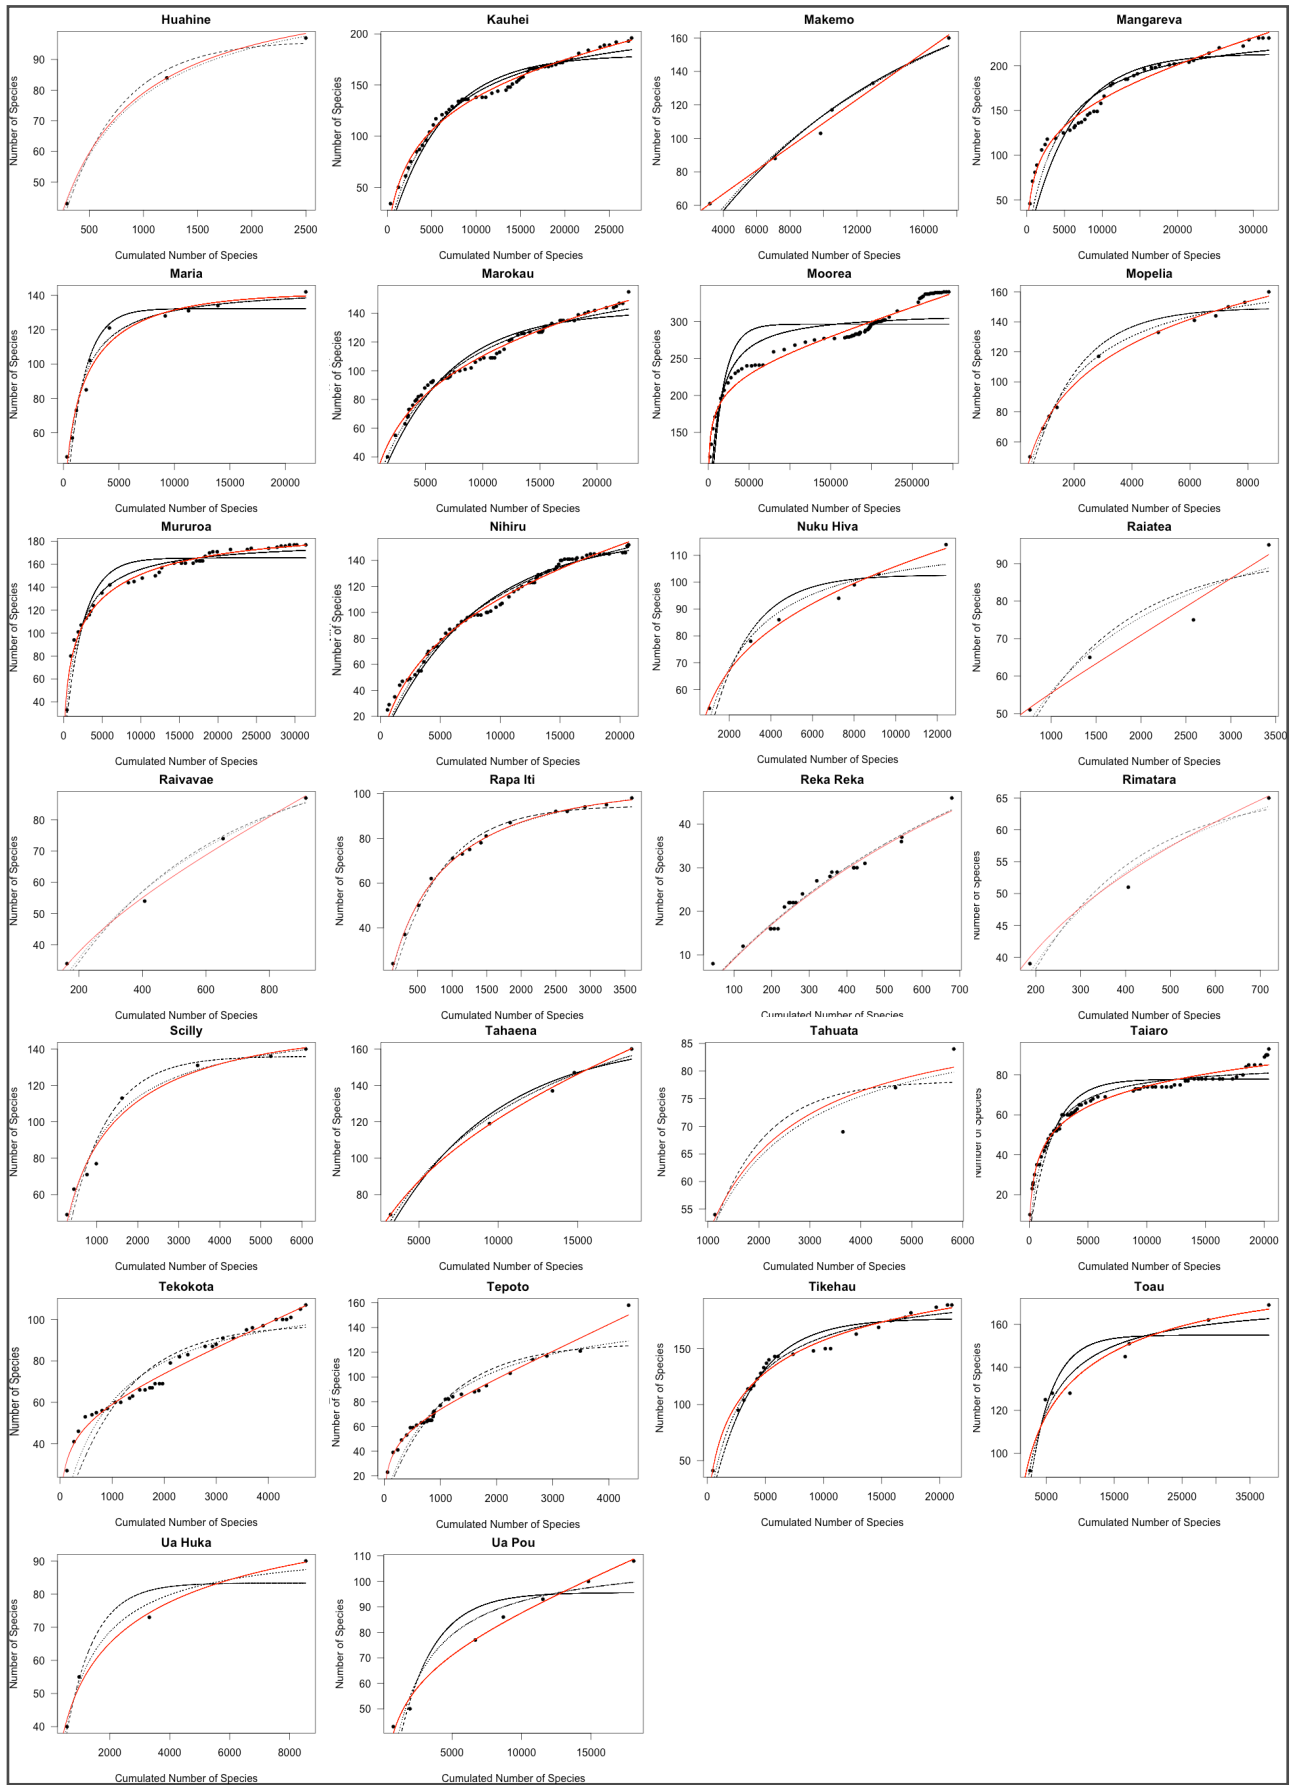 Huahine Kauhei Makemo Mangareva
Number of Species Number of Species Number of Species Number of Species
50 60 70 80 90
50 100 150 200
60 80 100 120 140 160
50 100 150 200
500 1000 1500 2000 2500
0 5000 10000 15000 20000 25000
4000 6000 8000 10000 12000 14000 16000 18000
0 5000 10000 20000 30000
Cumulated Number of Species Cumulated Number of Species Cumulated Number of Species Cumulated Number of Species
Maria Marokau Moorea Mopelia
Number of Species Number of Species Number of Species Number of Species
60 80 100 120 140
40 60 80 100 120 140
150 200 250 300
60 80 100 120 140 160
0 5000 10000 15000 20000
5000 10000 15000 20000
0 50000 150000 250000
2000 4000 6000 8000
Cumulated Number of Species Cumulated Number of Species Cumulated Number of Species Cumulated Number of Species
Mururoa Nihiru Nuku Hiva Raiatea
Number of Species Number of Species Number of Species Number of Species
40 60 80 100 120 140 160 180
20 40 60 80 100 120 140
60 70 80 90 100 110
50 60 70 80 90
0 5000 10000 15000 20000 25000 30000
0 5000 10000 15000 20000
2000 4000 6000 8000 10000 12000
1000 1500 2000 2500 3000 3500
Cumulated Number of Species Cumulated Number of Species Cumulated Number of Species Cumulated Number of Species
Raivavae Rapa Iti Reka Reka Rimatara
Number of Species Number of Species Number of Species Number of Species
40 50 60 70 80
40 60 80 100
10 20 30 40
40 45 50 55 60 65
200 400 600 800
500 1000 1500 2000 2500 3000 3500
100 200 300 400 500 600 700
200 300 400 500 600 700
Cumulated Number of Species Cumulated Number of Species Cumulated Number of Species Cumulated Number of Species
Scilly Tahaena Tahuata Taiaro
Number of Species Number of Species Number of Species Number of Species
60 80 100 120 140
80 100 120 140 160
55 60 65 70 75 80 85
20 40 60 80
1000 2000 3000 4000 5000 6000
5000 10000 15000
1000 2000 3000 4000 5000 6000
0 5000 10000 15000 20000
Cumulated Number of Species Cumulated Number of Species Cumulated Number of Species Cumulated Number of Species
Tekokota Tepoto Tikehau Toau
Number of Species Number of Species Number of Species Number of Species
40 60 80 100
20 40 60 80 100 120 140 160
50 100 150
100 120 140 160
0 1000 2000 3000 4000
0 1000 2000 3000 4000
0 5000 10000 15000 20000
5000 15000 25000 35000
Cumulated Number of Species Cumulated Number of Species Cumulated Number of Species Cumulated Number of Species
Ua Huka Ua Pou
Number of Species Number of Species
40 50 60 70 80 90
50 60 70 80 90 100 110
2000 4000 6000 8000
5000 10000 15000
Cumulated Number of Species Cumulated Number of Species